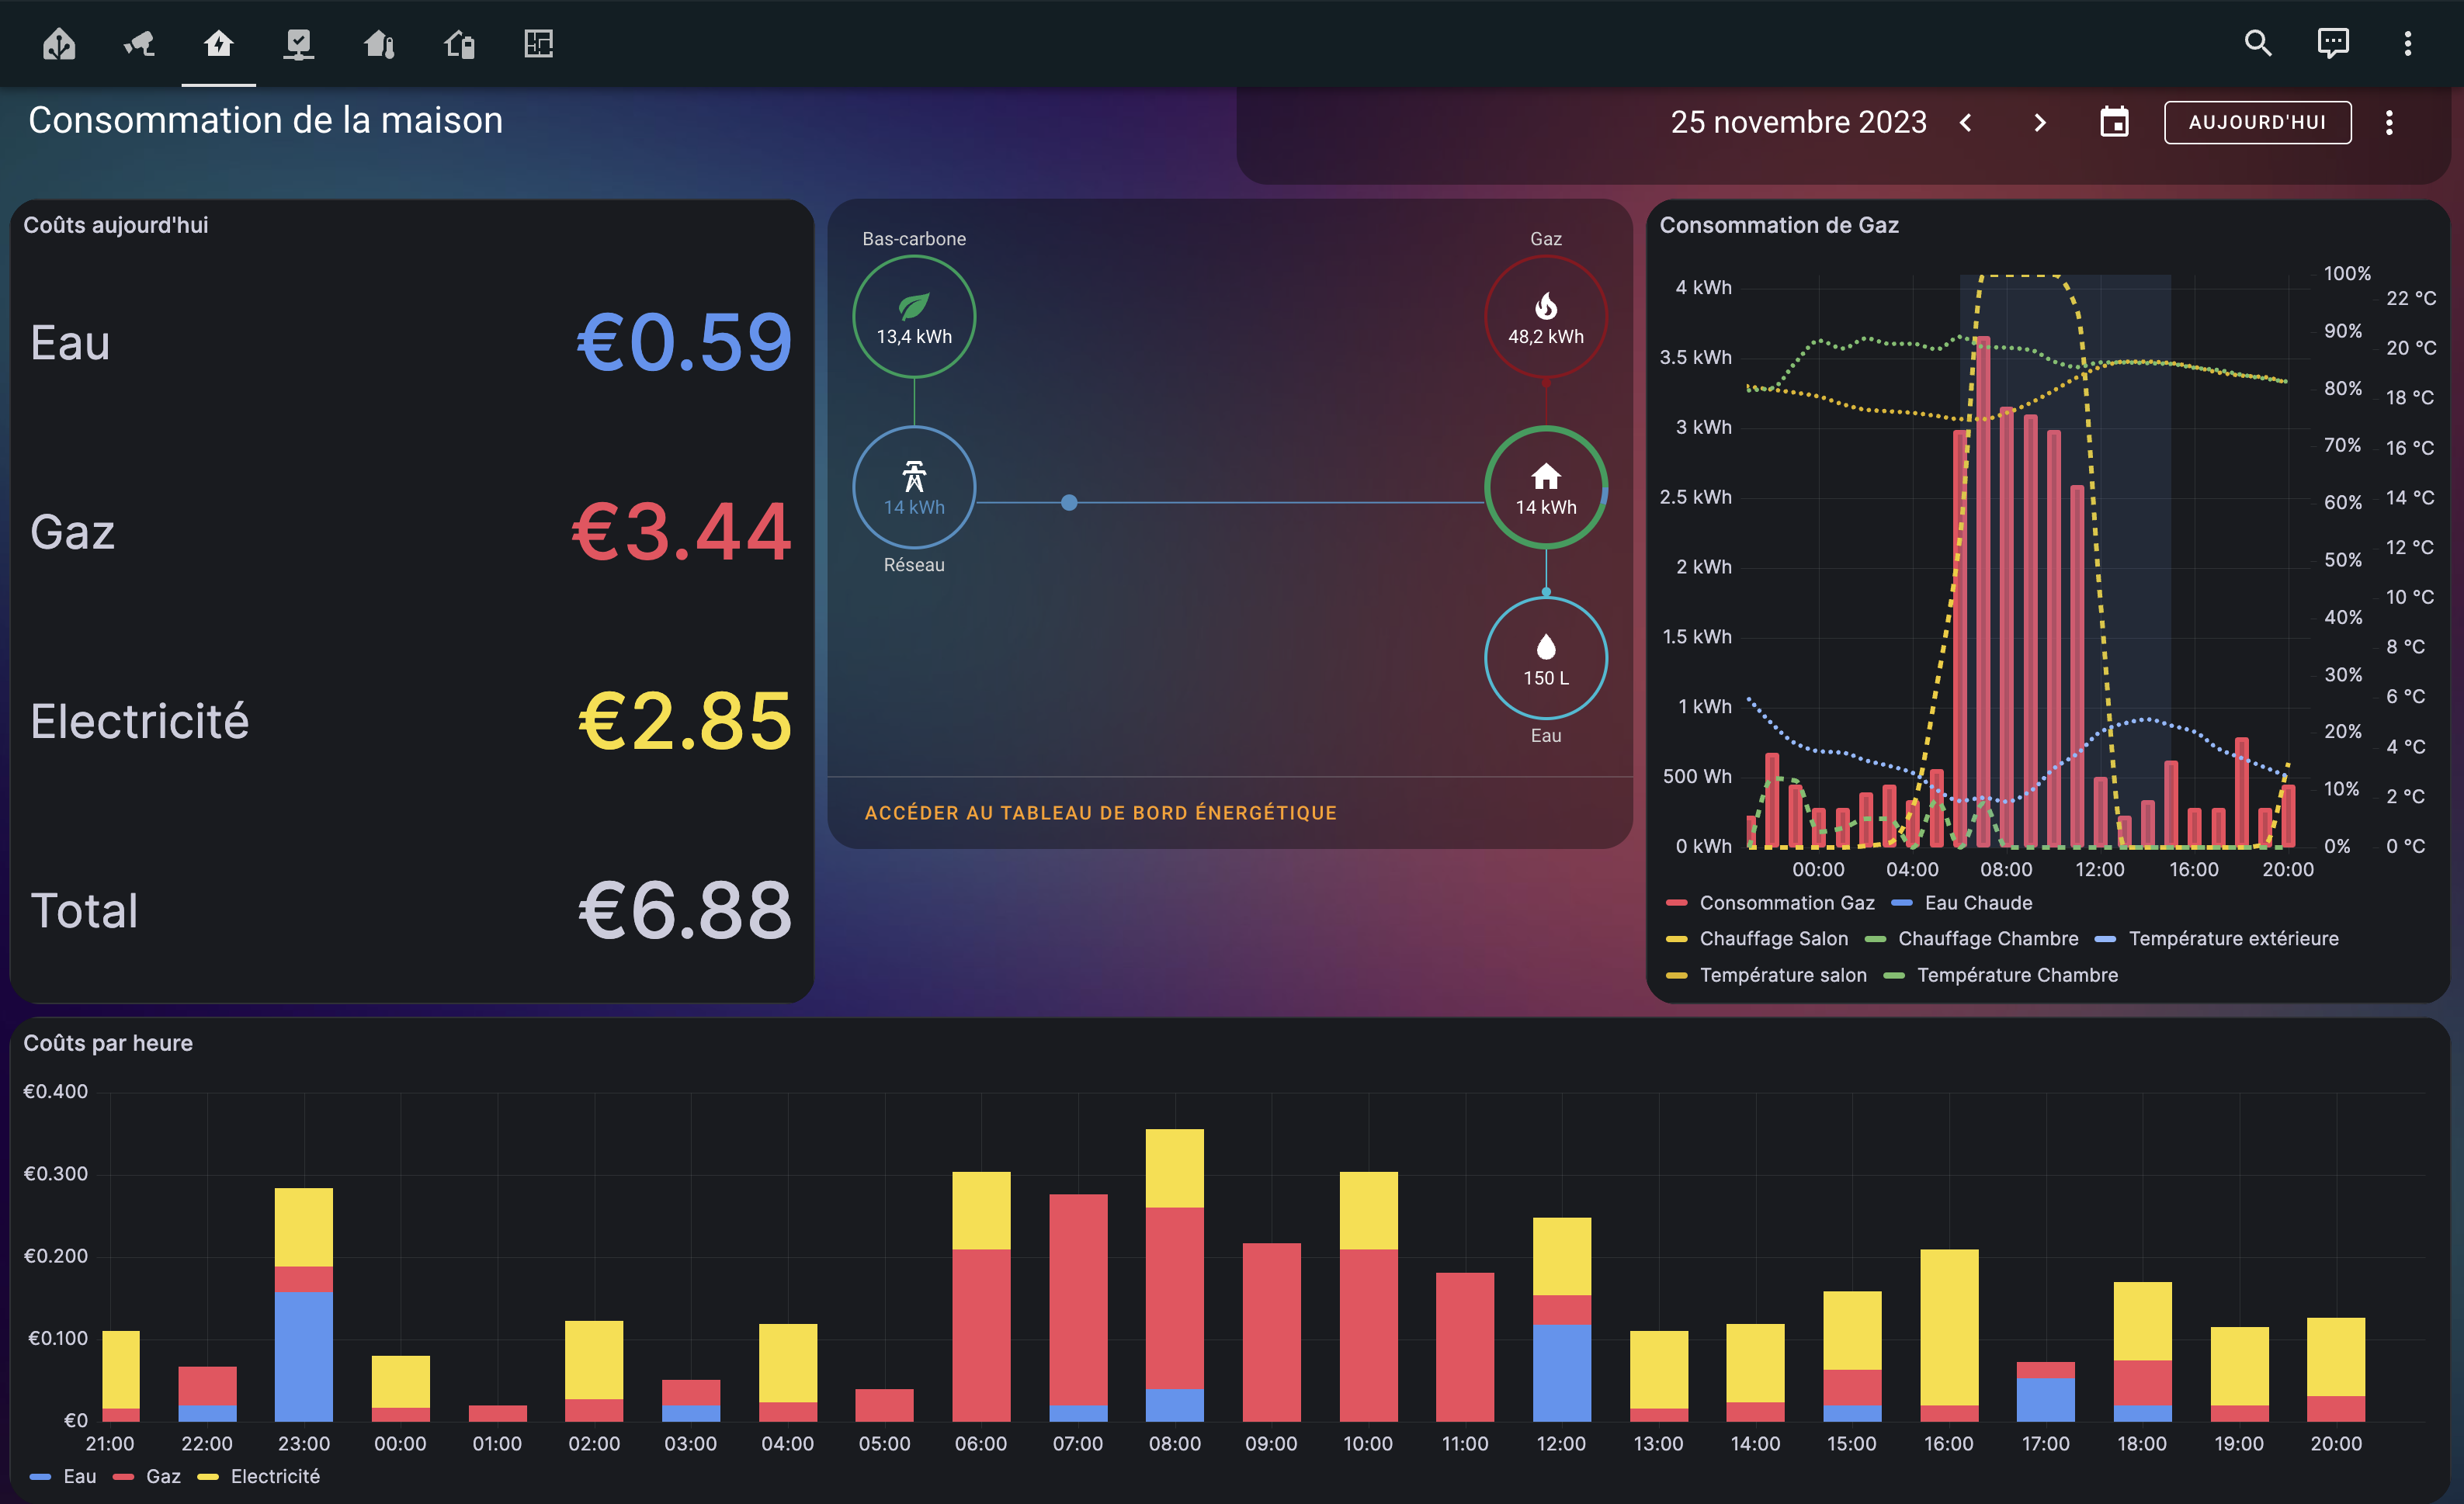 Consommation de la maison
25 novembre 2023
AUJOURD'HUI
Coûts aujourd'hui
Eau
€0.59
Gaz
€3.44
Electricité
€2.85
Total
€6.88
Bas-carbone
Gaz
13,4 kWh
48,2 kWh
14 kWh
14 kWh
Réseau
150 L
Eau
ACCÉDER AU TABLEAU DE BORD ÉNERGÉTIQUE
Consommation de Gaz
4 kWh
3.5 kWh
3 kWh
2.5 kWh
2 kWh
1.5 kWh
1 kWh
500 Wh
0 kWh
100%
90%
80%
70%
60%
50%
40%
30%
20%
10%
0%
22 °C
20 °C
18 °C
16 °C
14 °C
12 °C
10 °C
8 °C
6 °C
4 °C
2 °C
0 °C
00:00 04:00 08:00 12:00 16:00 20:00
Consommation Gaz Eau Chaude
Chauffage Salon Chauffage Chambre Température extérieure
Température salon Température Chambre
Coûts par heure
€0.400
€0.300
€0.200
€0.100
€0
21:00 22:00 23:00 00:00 01:00 02:00 03:00 04:00 05:00 06:00 07:00 08:00 09:00 10:00 11:00 12:00 13:00 14:00 15:00 16:00 17:00 18:00 19:00 20:00
Eau Gaz Electricité